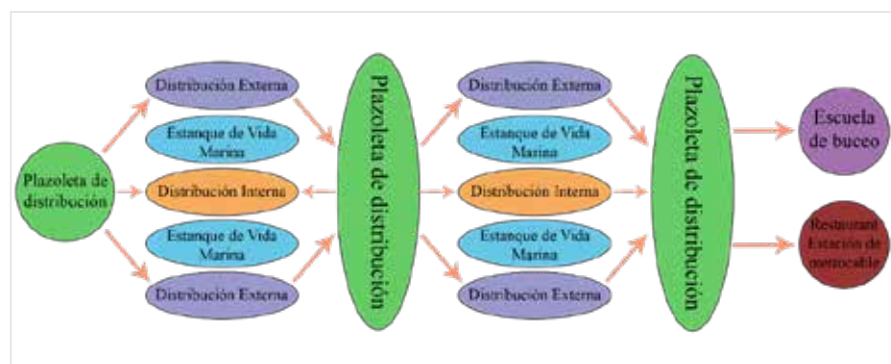 Plazoleta de
distribución
Distribución Externa
Estanque de Vida
Marina
Distribución Interna
Estanque de Vida
Marina
Distribución Externa
Plazoleta de distribución
Distribución Externa
Estanque de Vida
Marina
Distribución Interna
Estanque de Vida
Marina
Distribución Externa
Plazoleta de distribución
Escuela
de buceo
Restaurant
Estación de
metrocable